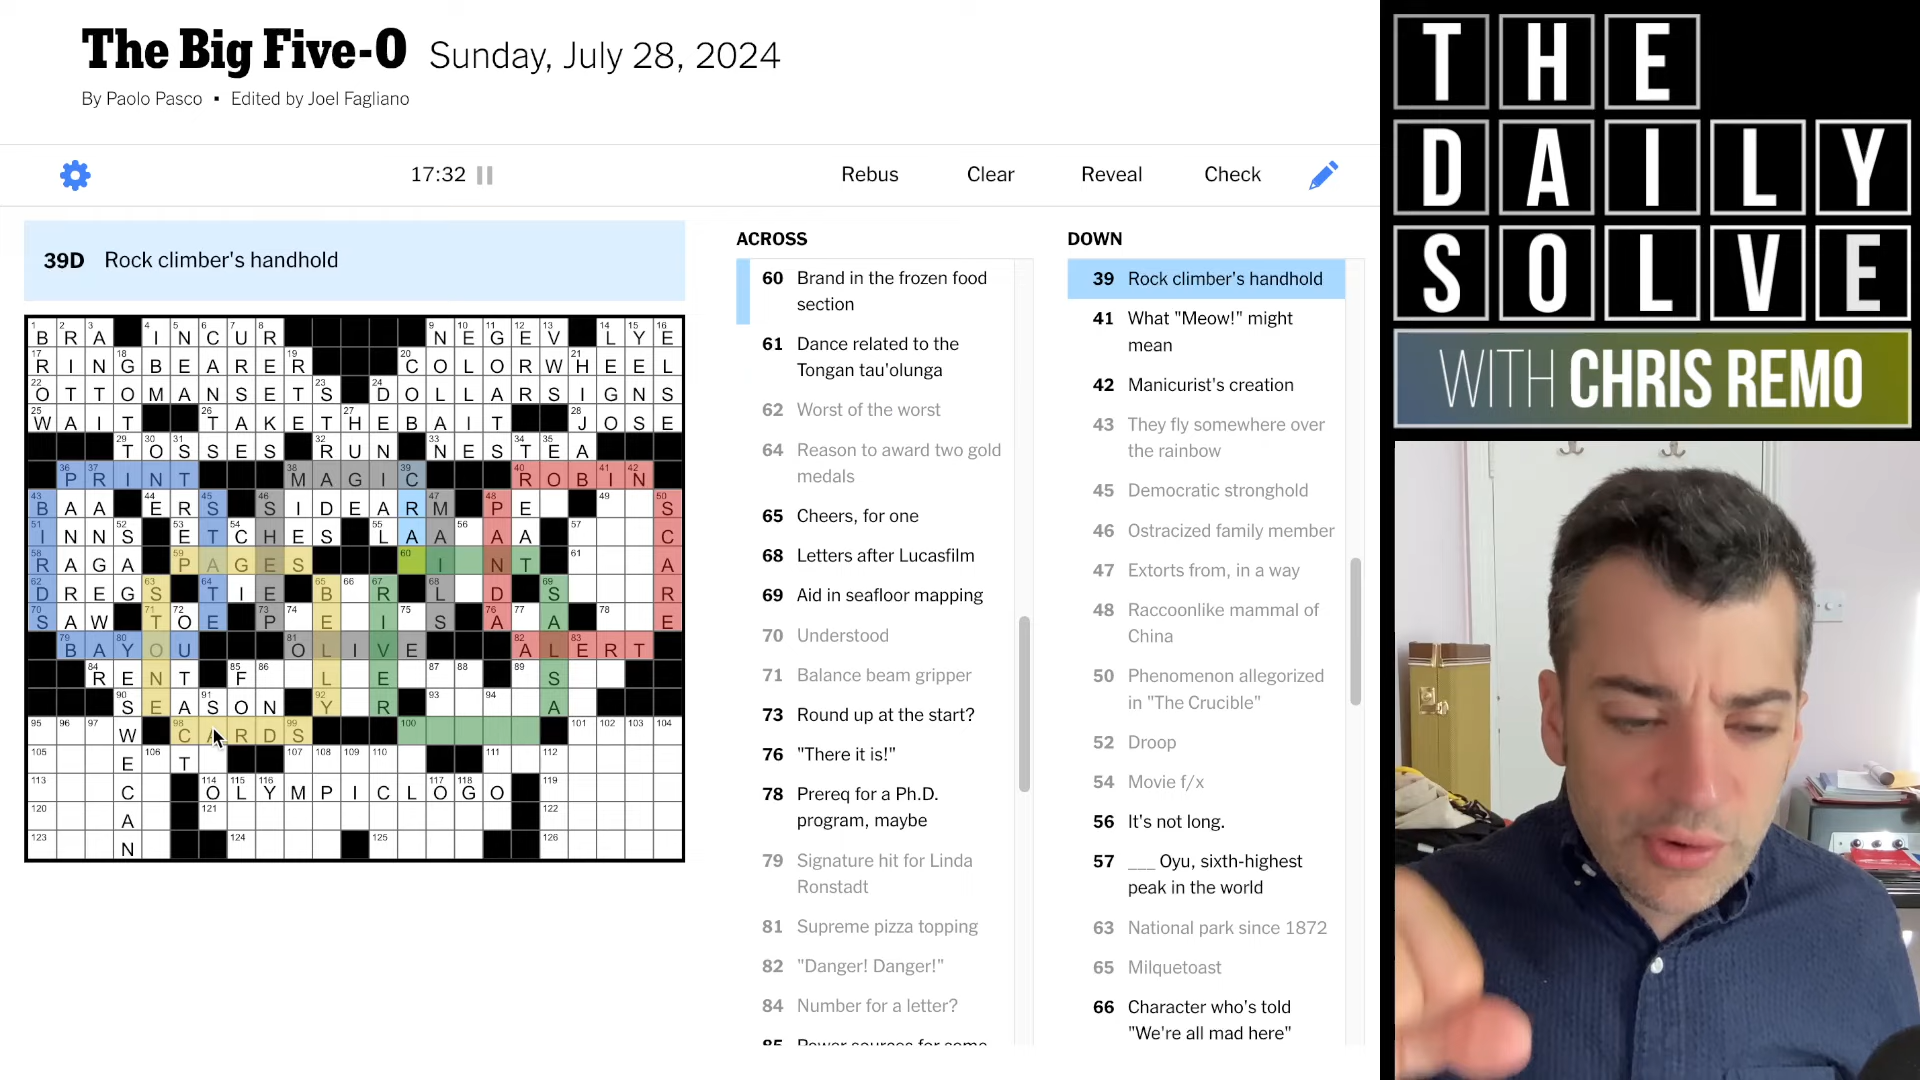 The Big Five-O Sunday, July 28, 2024
By Paolo Pasco ▪ Edited by Joel Fagliano
17:32
Rebus Clear Reveal Check
39D Rock climber's handhold
B R A I N C U R N E G E V L Y E
R I N G B E A R E R C O L O R W H E E L
O T T O M A N S E T S D O L L A R S I G N S
W A I T T A K E T H E B A I T J O S E
T O S S E S R U N N E S T E A
P R I N T M A G I C R O B I N
B A A E R S S I D E A R M P E S
I N N S E T C H E S L A A A C
R A G A P A G E S I N T A
D R E G S T I E B R L D S R
S A W T O E P E I S A A E
B A Y O U O L I V E A L E R T
R E N T F L E S
S E A S O N Y R A
W C A R D S
E T
C O L Y M P I C L O G O
A
N
ACROSS
60 Brand in the frozen food
section
61 Dance related to the
Tongan tau'olunga
62 Worst of the worst
64 Reason to award two gold
medals
65 Cheers, for one
68 Letters after Lucasfilm
69 Aid in seafloor mapping
70 Understood
71 Balance beam gripper
73 Round up at the start?
76 "There it is!"
78 Prereq for a Ph.D.
program, maybe
79 Signature hit for Linda
Ronstadt
81 Supreme pizza topping
82 "Danger! Danger!"
84 Number for a letter?
85 Power sources for some
DOWN
39 Rock climber's handhold
41 What "Meow!" might
mean
42 Manicurist's creation
43 They fly somewhere over
the rainbow
45 Democratic stronghold
46 Ostracized family member
47 Extorts from, in a way
48 Raccoonlike mammal of
China
50 Phenomenon allegorized
in "The Crucible"
52 Droop
54 Movie f/x
56 It's not long.
57 ___ Oyu, sixth-highest
peak in the world
63 National park since 1872
65 Milquetoast
66 Character who's told
"We're all mad here"
THE
DAILY
SOLVE
WITH CHRIS REMO